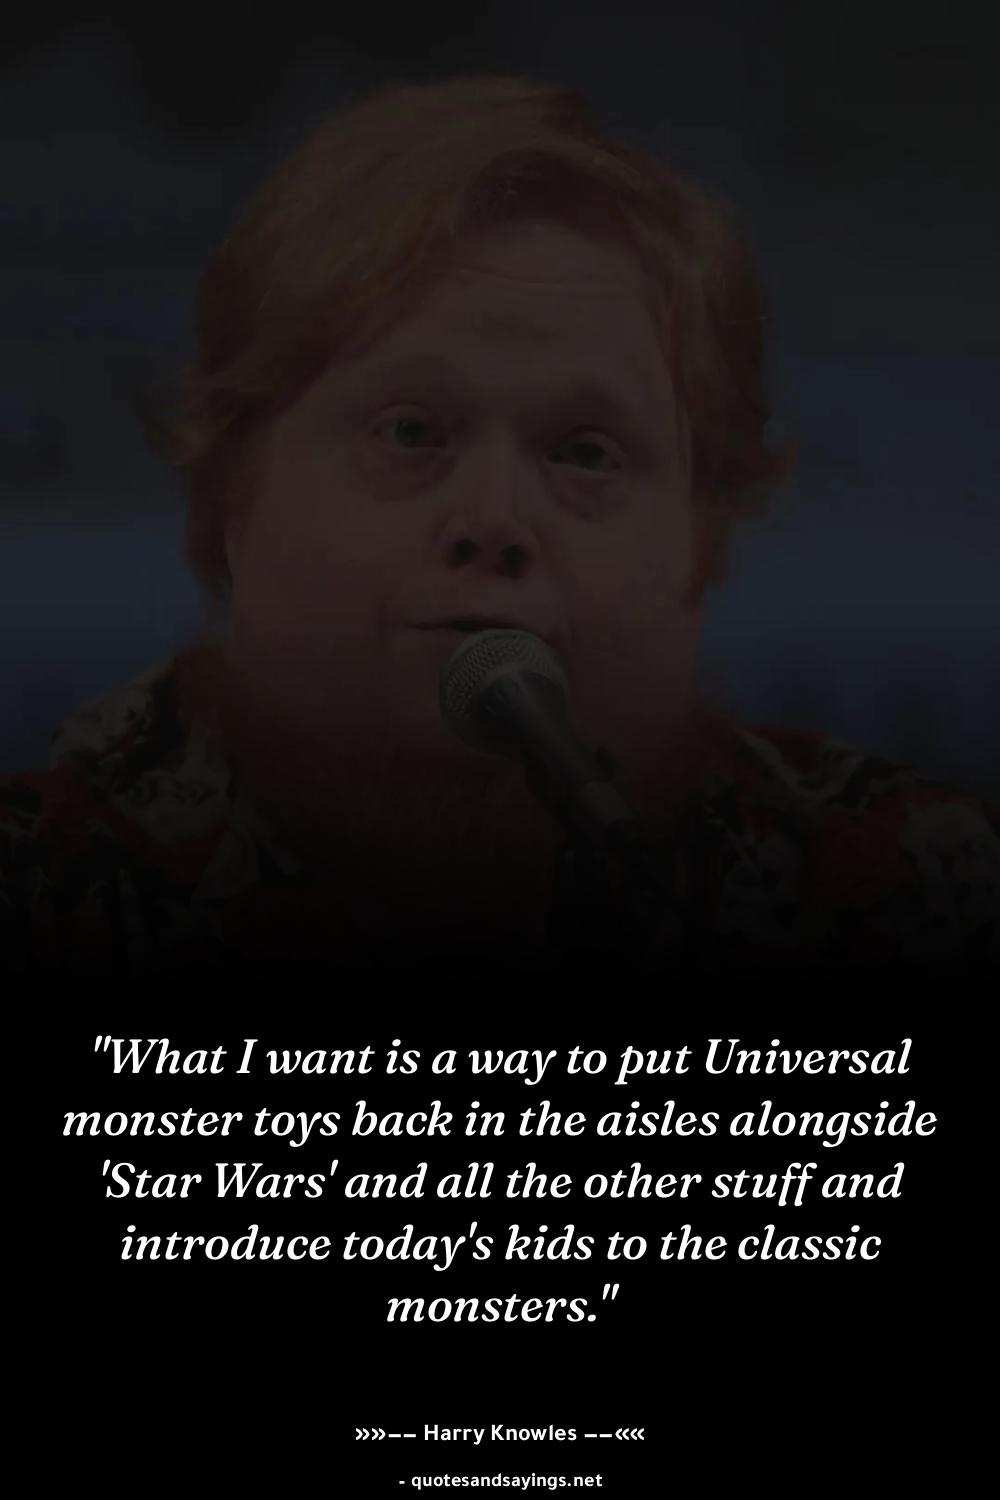 "What I want is a way to put Universal
monster toys back in the aisles alongside
'Star Wars' and all the other stuff and
introduce today's kids to the classic
monsters."
»»−− Harry Knowles −−««
- quotesandsayings.net